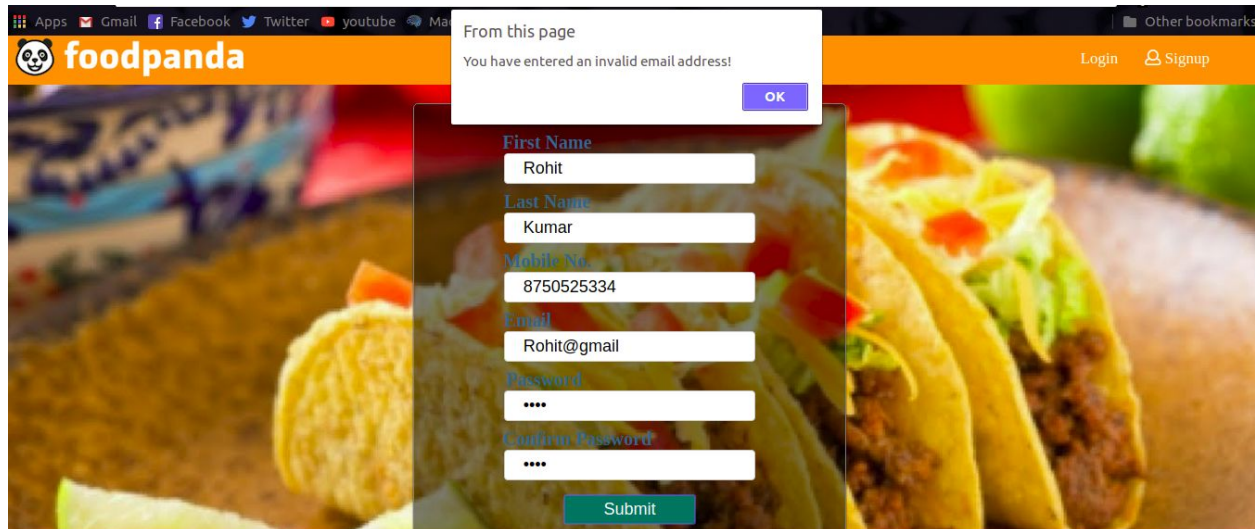 Apps Gmail Facebook Twitter youtube Ma
Other bookmarks
From this page
You have entered an invalid email address!
OK
foodpanda
Login Signup
First Name
Rohit
Last Name
Kumar
Mobile No.
8750525334
Email
Rohit@gmail
Password
••••
Confirm Password
••••
Submit